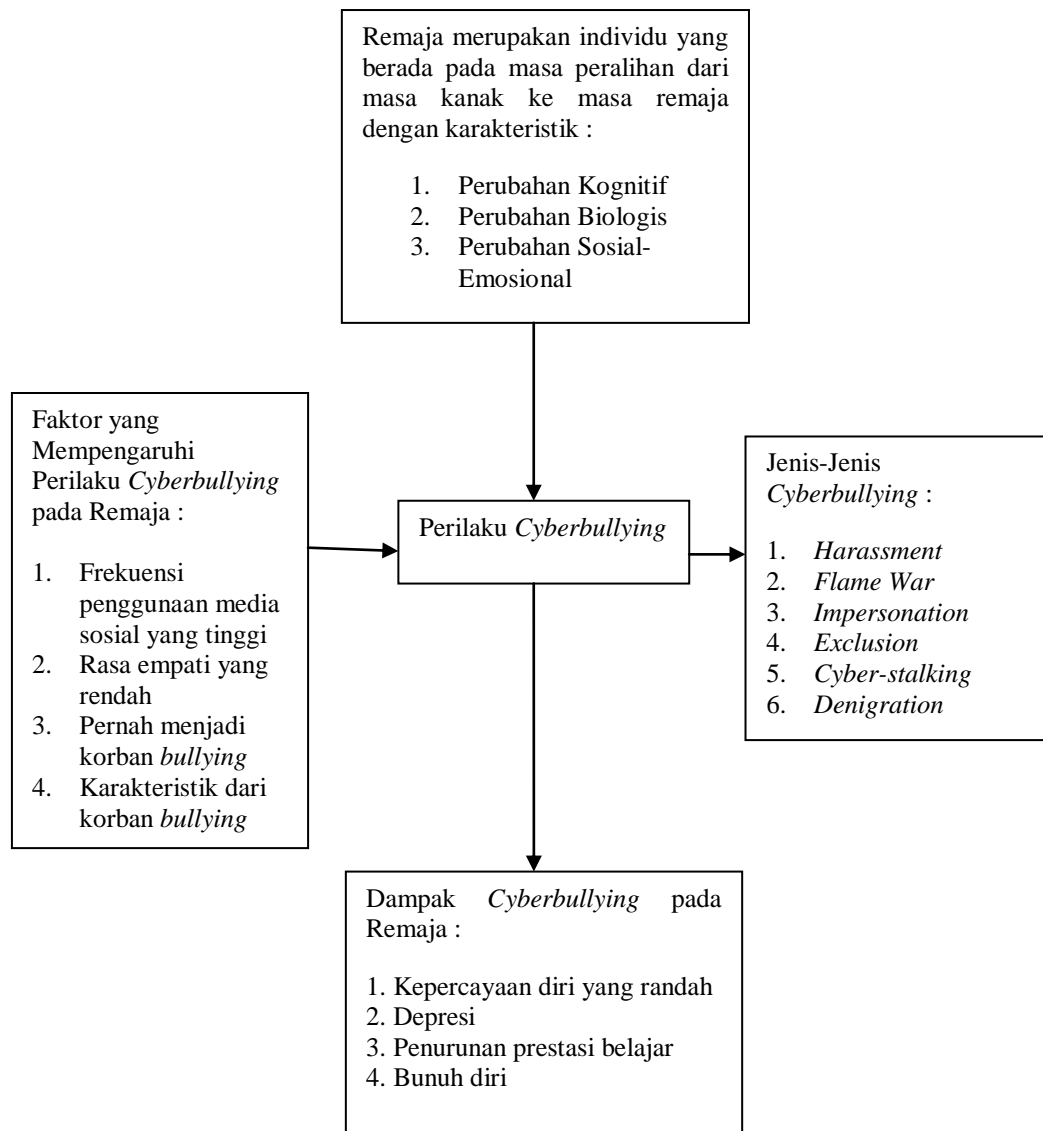 Remaja merupakan individu yang
berada pada masa peralihan dari
masa kanak ke masa remaja
dengan karakteristik :
1. Perubahan Kognitif
2. Perubahan Biologis
3. Perubahan Sosial-
Emosional
Faktor yang
Mempengaruhi
Perilaku Cyberbullying
pada Remaja :
1. Frekuensi
penggunaan media
sosial yang tinggi
2. Rasa empati yang
rendah
3. Pernah menjadi
korban bullying
4. Karakteristik dari
korban bullying
Perilaku Cyberbullying
Jenis-Jenis
Cyberbullying :
1. Harassment
2. Flame War
3. Impersonation
4. Exclusion
5. Cyber-stalking
6. Denigration
Dampak Cyberbullying pada
Remaja :
1. Kepercayaan diri yang randah
2. Depresi
3. Penurunan prestasi belajar
4. Bunuh diri